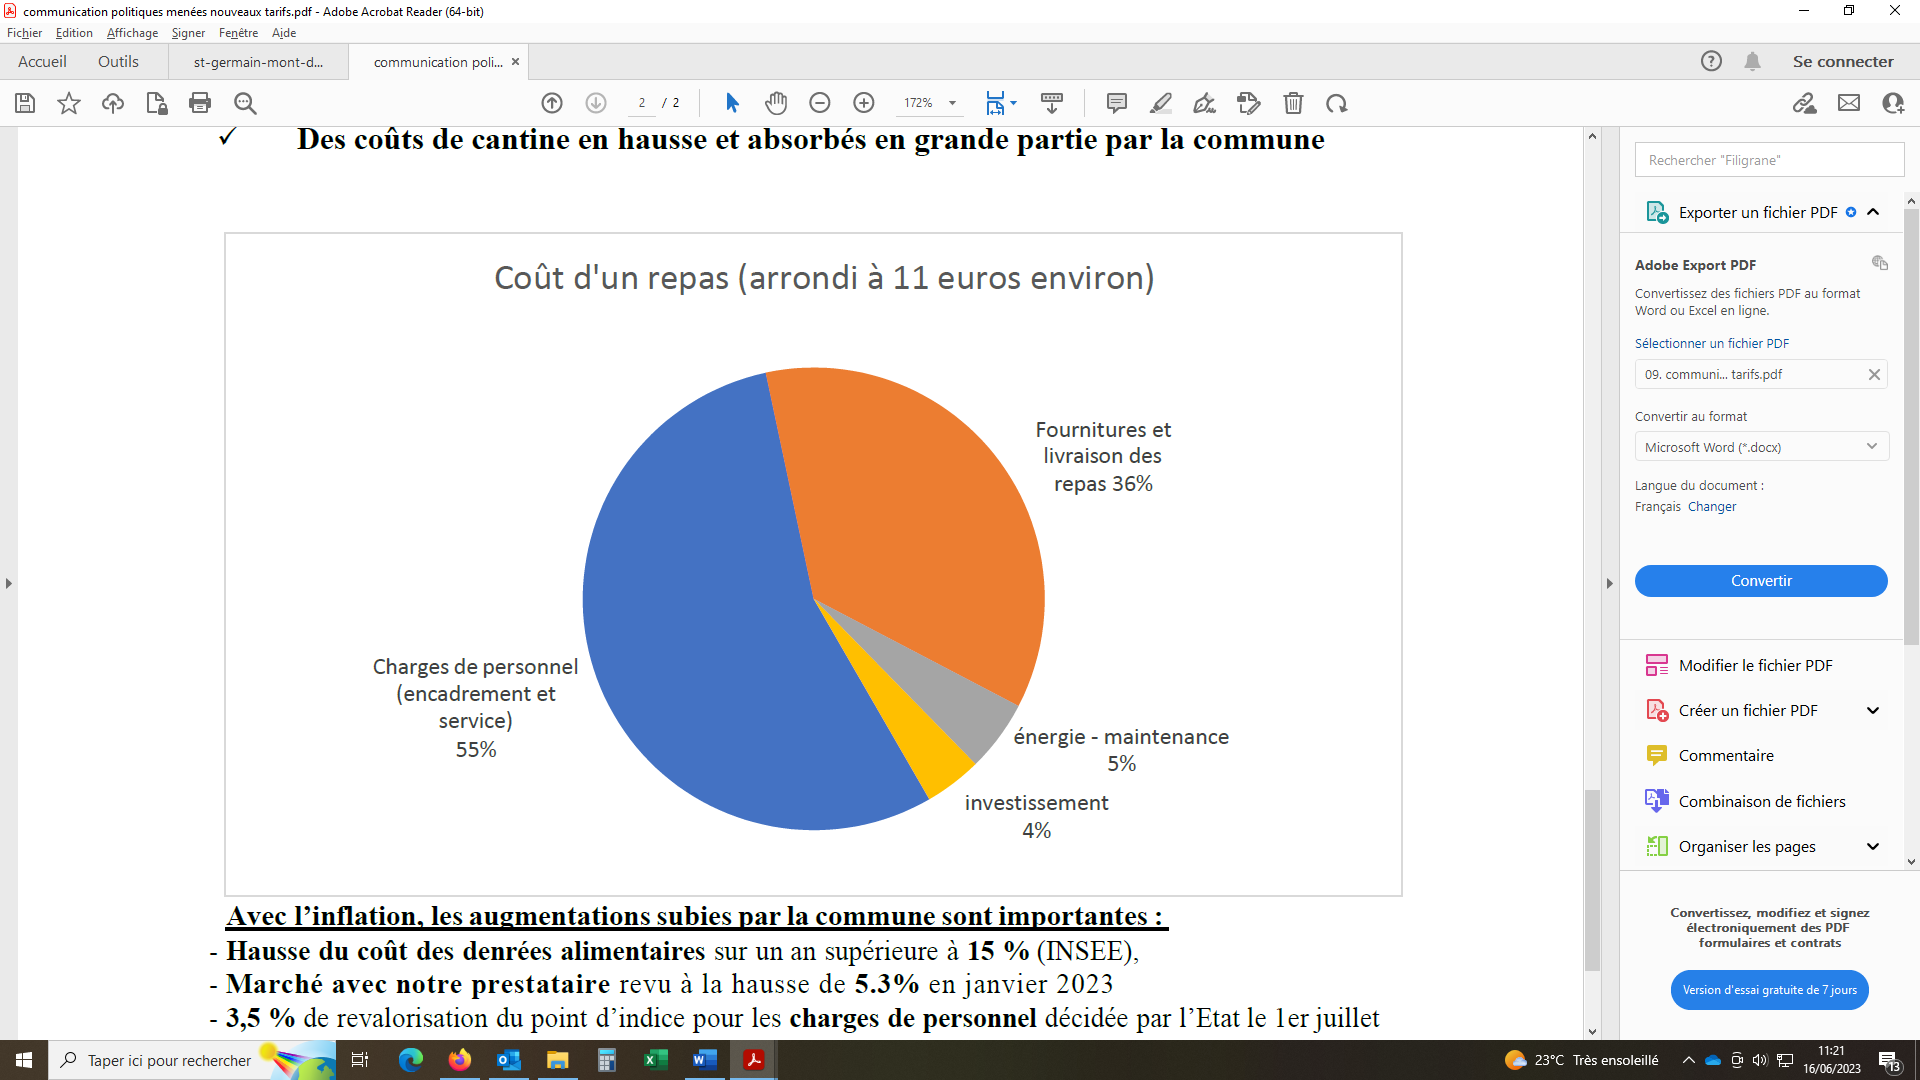 communication politiques menées nouveaux tarifs.pdf - Adobe Acrobat Reader (64-bit)
Fichier Edition Affichage Signer Fenêtre Aide
Accueil Outils st-germain-mont-d... communication poli... Se connecter
2 / 2 172%
✓ Des coûts de cantine en hausse et absorbés en grande partie par la commune
Coût d'un repas (arrondi à 11 euros environ)
Fournitures et
livraison des
repas 36%
Charges de personnel
(encadrement et
service)
55%
énergie - maintenance
5%
investissement
4%
Avec l’inflation, les augmentations subies par la commune sont importantes :
- Hausse du coût des denrées alimentaires sur un an supérieure à 15 % (INSEE),
- Marché avec notre prestataire revu à la hausse de 5.3% en janvier 2023
- 3,5 % de revalorisation du point d’indice pour les charges de personnel décidée par l’Etat le 1er juillet
Rechercher "Filigrane"
Exporter un fichier PDF
Adobe Export PDF
Convertissez des fichiers PDF au format
Word ou Excel en ligne.
Sélectionner un fichier PDF
09. communi... tarifs.pdf
Convertir au format
Microsoft Word (*.docx)
Langue du document :
Français Changer
Convertir
Modifier le fichier PDF
Créer un fichier PDF
Commentaire
Combinaison de fichiers
Organiser les pages
Convertissez, modifiez et signez
électroniquement des PDF
formulaires et contrats
Version d'essai gratuite de 7 jours
Taper ici pour rechercher
23°C Très ensoleillé
11:21
16/06/2023
13